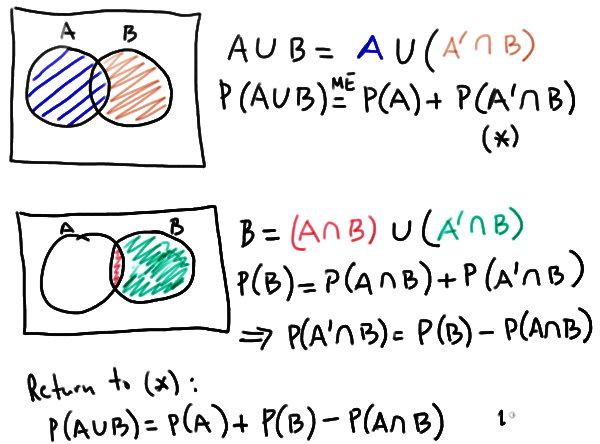 A B
A ∪ B = A ∪ (A' ∩ B)
P(A ∪ B) =ᴹᴱ P(A) + P(A' ∩ B)
(*)
A B
B = (A ∩ B) ∪ (A' ∩ B)
P(B) = P(A ∩ B) + P(A' ∩ B)
⟹ P(A' ∩ B) = P(B) − P(A ∩ B)
Return to (*):
P(A ∪ B) = P(A) + P(B) − P(A ∩ B)